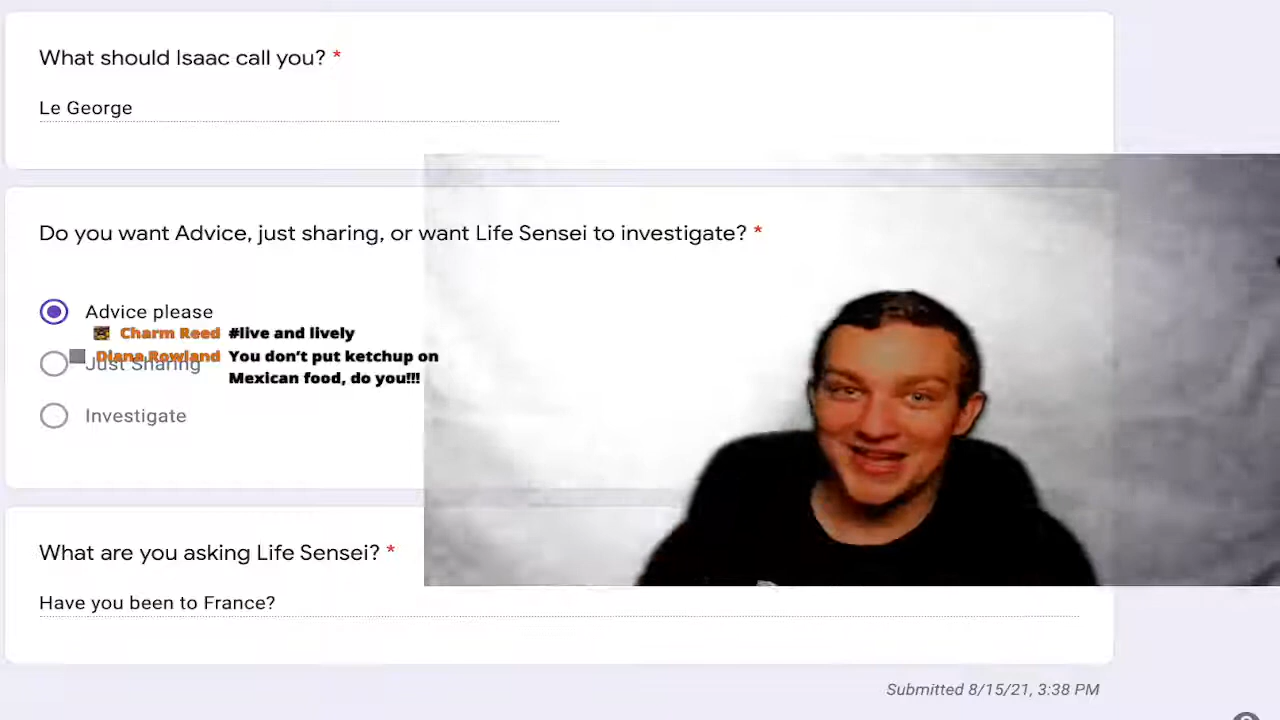 What should Isaac call you? *
Le George
Do you want Advice, just sharing, or want Life Sensei to investigate? *
Advice please
Charm Reed #live and lively
Diana Rowland You don't put ketchup on
Just Sharing
Mexican food, do you!!!
Investigate
What are you asking Life Sensei? *
Have you been to France?
Submitted 8/15/21, 3:38 PM